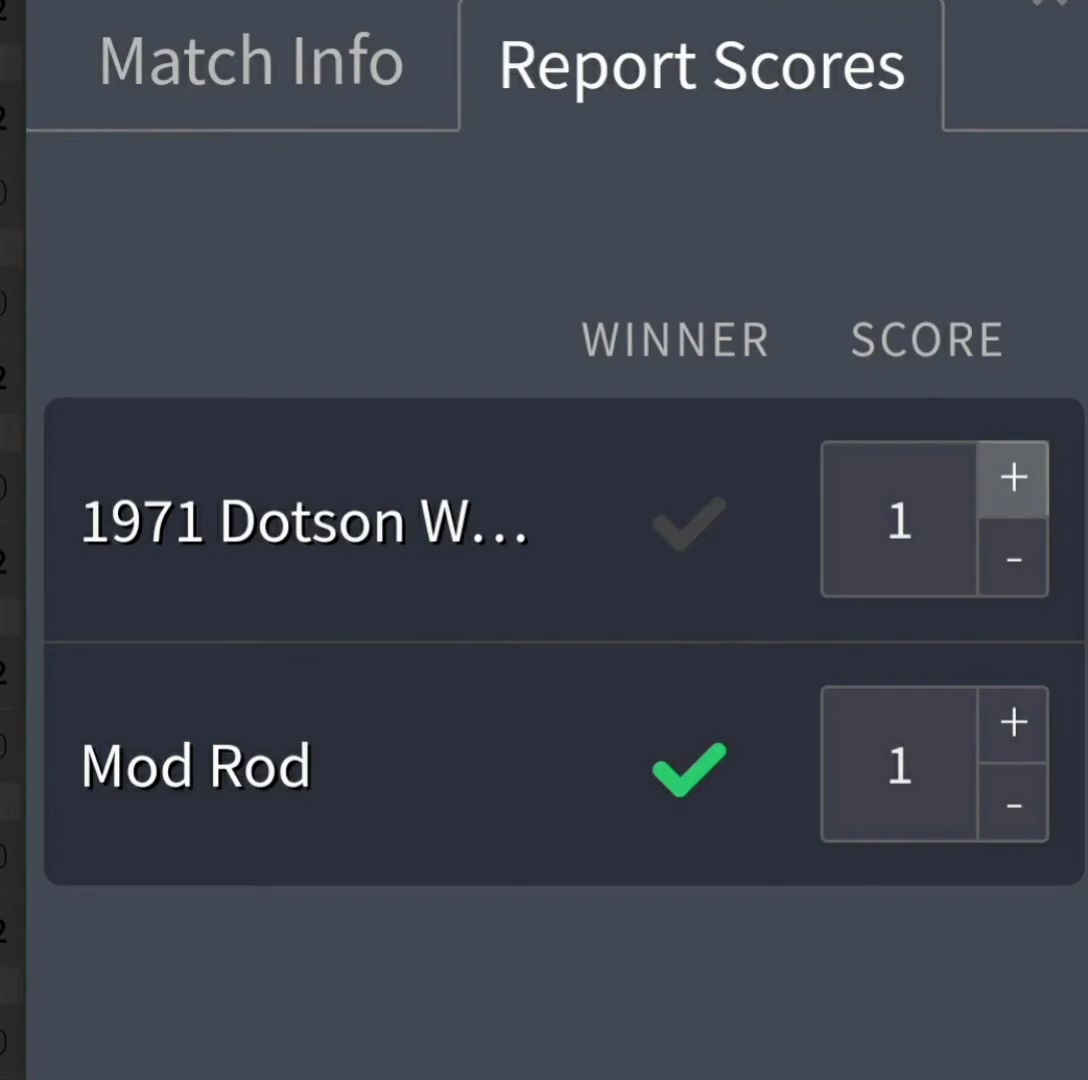 Match Info
Report Scores
WINNER
SCORE
1971 Dotson W...
1
+
-
Mod Rod
1
+
-